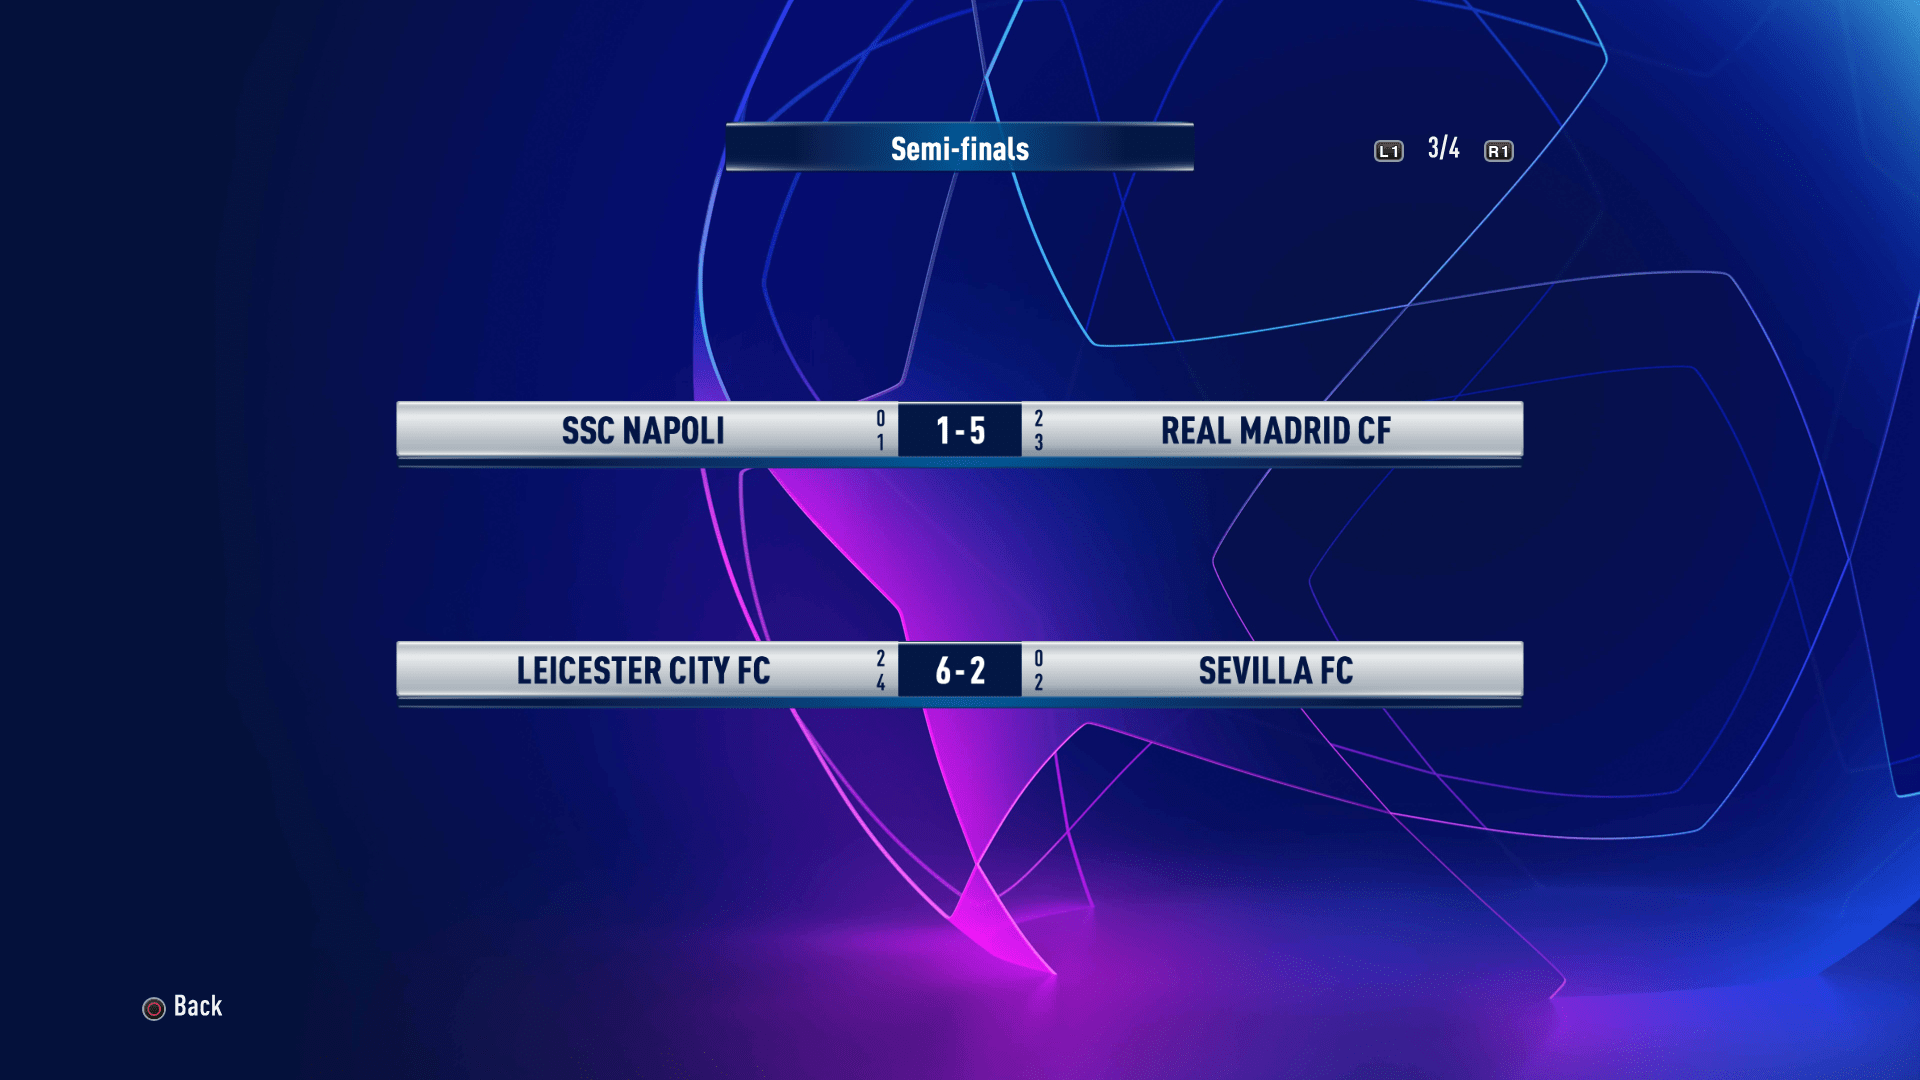 Semi-finals
L1 3/4 R1
SSC NAPOLI 0 1 1-5 2 3 REAL MADRID CF
LEICESTER CITY FC 2 4 6-2 0 2 SEVILLA FC
Back